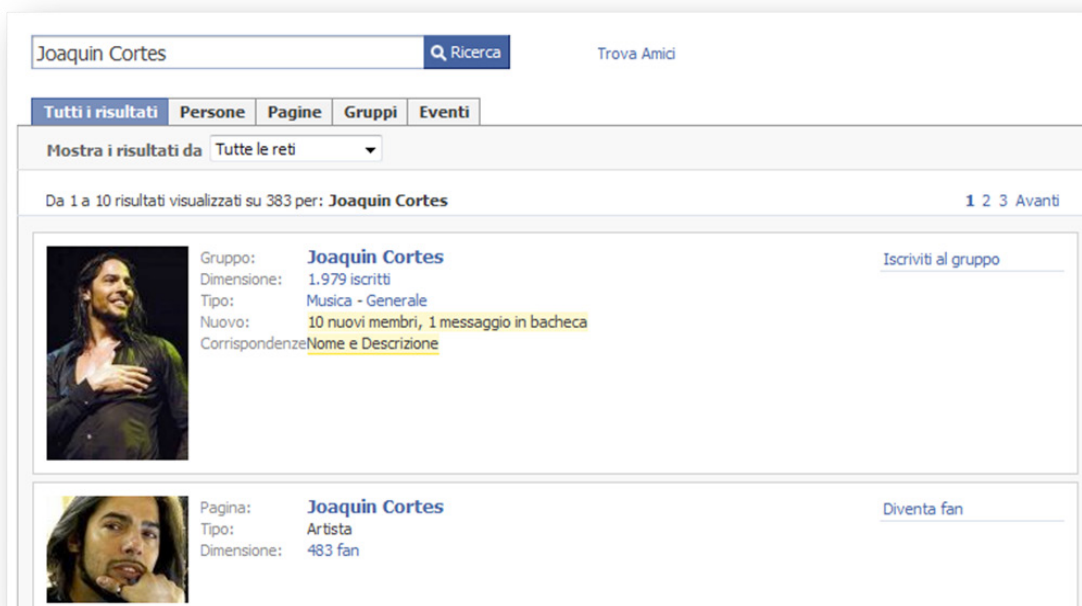 Joaquin Cortes Ricerca Trova Amici
Tutti i risultati Persone Pagine Gruppi Eventi
Mostra i risultati da Tutte le reti
Da 1 a 10 risultati visualizzati su 383 per: Joaquin Cortes 1 2 3 Avanti
Gruppo: Joaquin Cortes Iscriviti al gruppo
Dimensione: 1.979 iscritti
Tipo: Musica - Generale
Nuovo: 10 nuovi membri, 1 messaggio in bacheca
Corrispondenze Nome e Descrizione
Pagina: Joaquin Cortes Diventa fan
Tipo: Artista
Dimensione: 483 fan